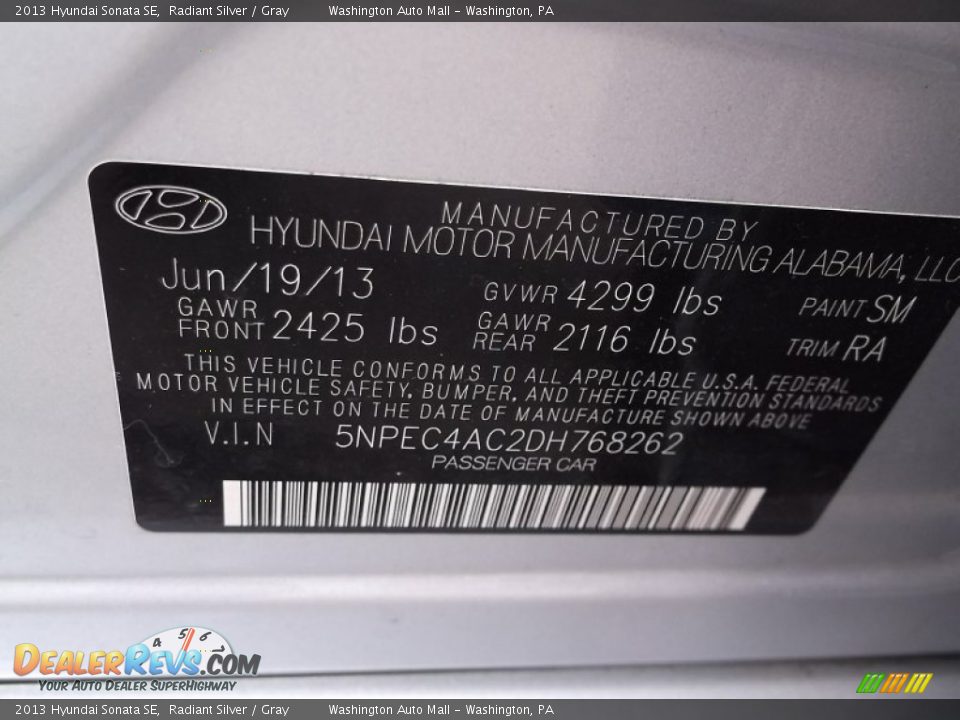 2013 Hyundai Sonata SE,  Radiant Silver / Gray          Washington Auto Mall - Washington, PA
MANUFACTURED BY
HYUNDAI MOTOR MANUFACTURING ALABAMA, LLC
Jun/19/13 GVWR 4299 lbs PAINT SM
GAWR FRONT 2425 lbs GAWR REAR 2116 lbs TRIM RA
THIS VEHICLE CONFORMS TO ALL APPLICABLE U.S.A. FEDERAL
MOTOR VEHICLE SAFETY, BUMPER, AND THEFT PREVENTION STANDARDS
IN EFFECT ON THE DATE OF MANUFACTURE SHOWN ABOVE
V.I.N 5NPEC4AC2DH768262
PASSENGER CAR
4 5 6 7
DealerRevs.com
Your Auto Dealer SuperHighway
2013 Hyundai Sonata SE,  Radiant Silver / Gray          Washington Auto Mall - Washington, PA